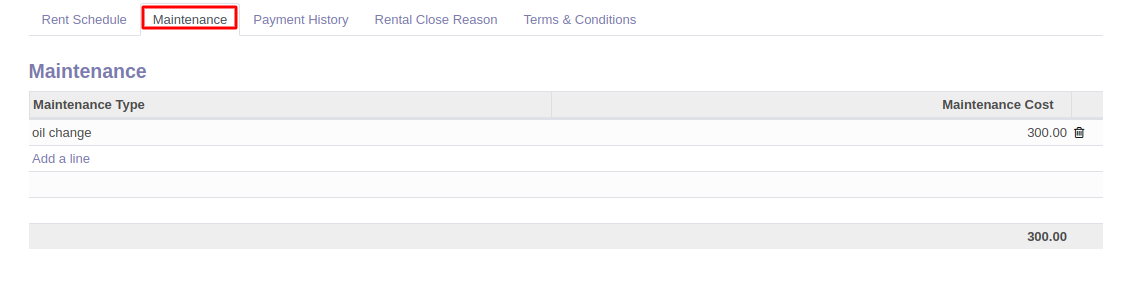 Rent Schedule Maintenance Payment History Rental Close Reason Terms & Conditions
Maintenance
Maintenance Type Maintenance Cost
oil change 300.00
Add a line
300.00